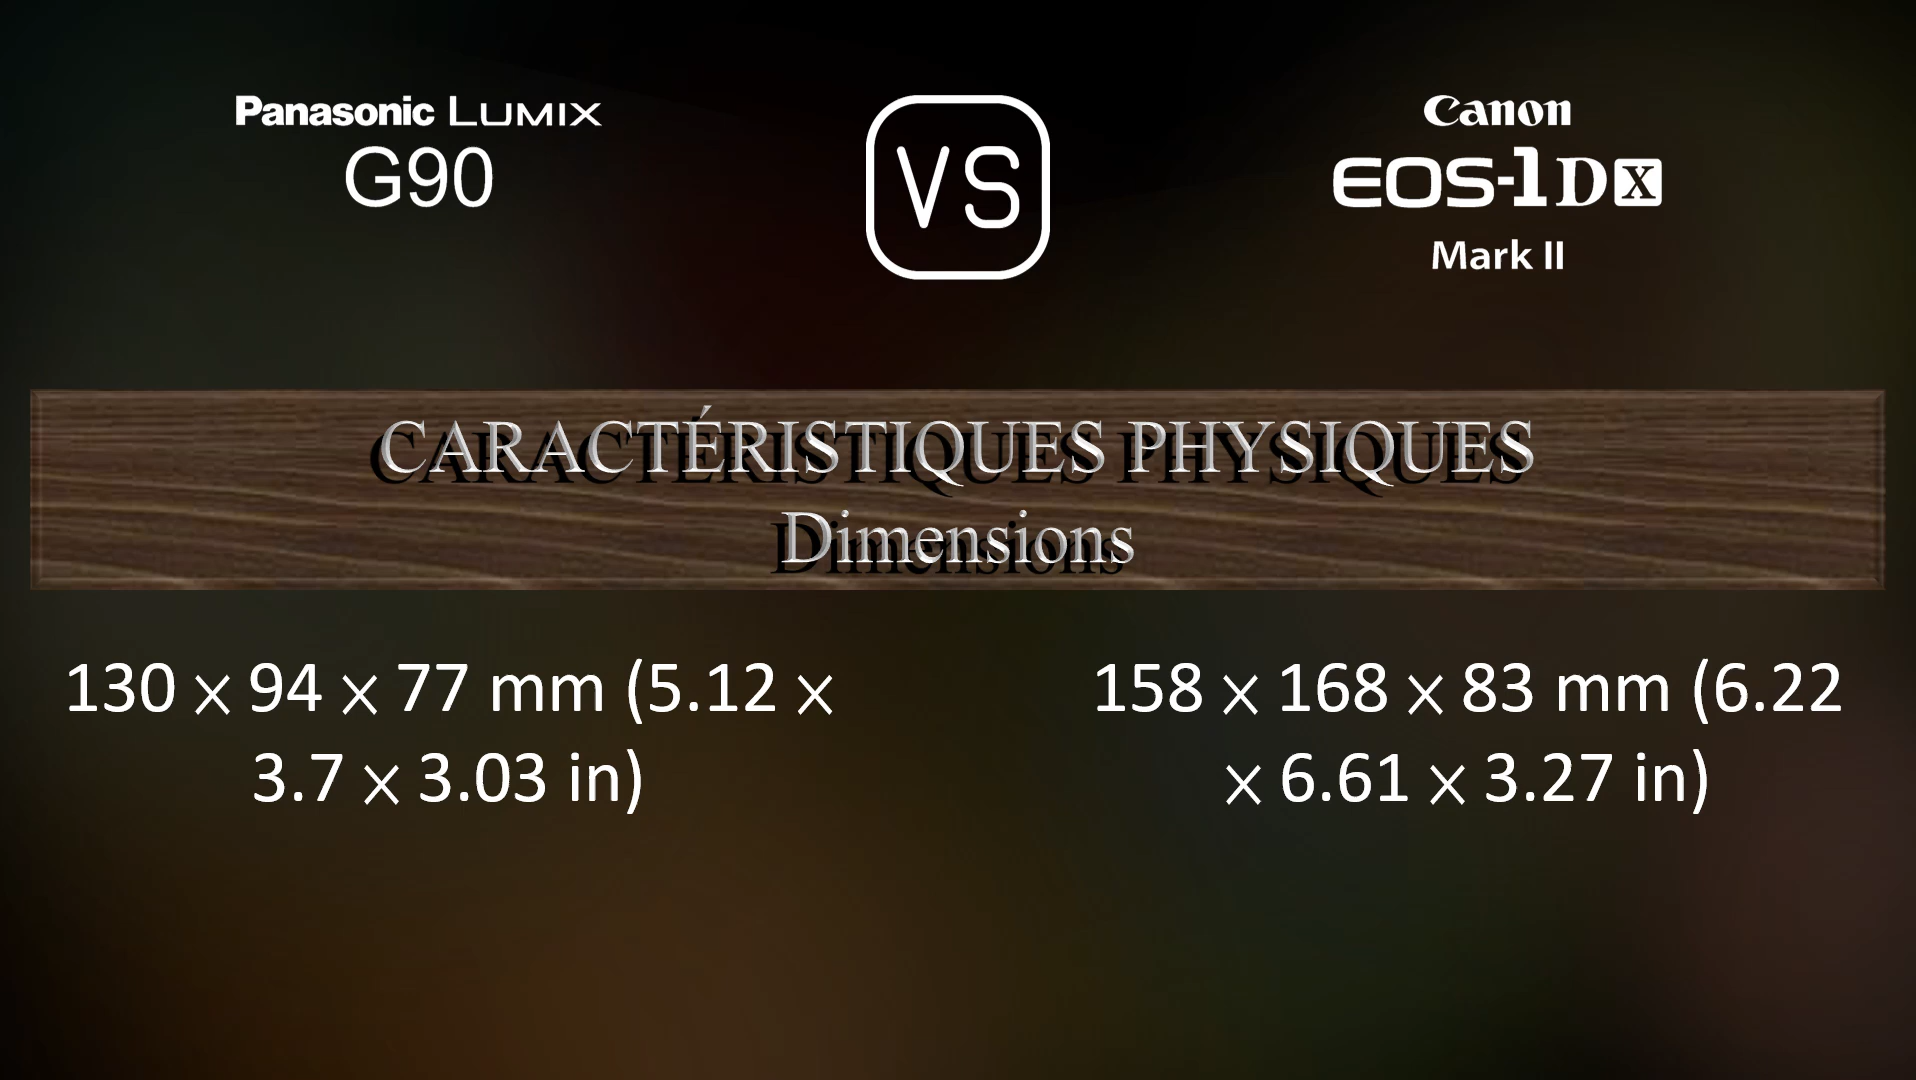 Panasonic LUMIX
G90
VS
Canon
EOS-1 D X
Mark II
CARACTÉRISTIQUES PHYSIQUES
Dimensions
130 x 94 x 77 mm (5.12 x
3.7 x 3.03 in)
158 x 168 x 83 mm (6.22
x 6.61 x 3.27 in)